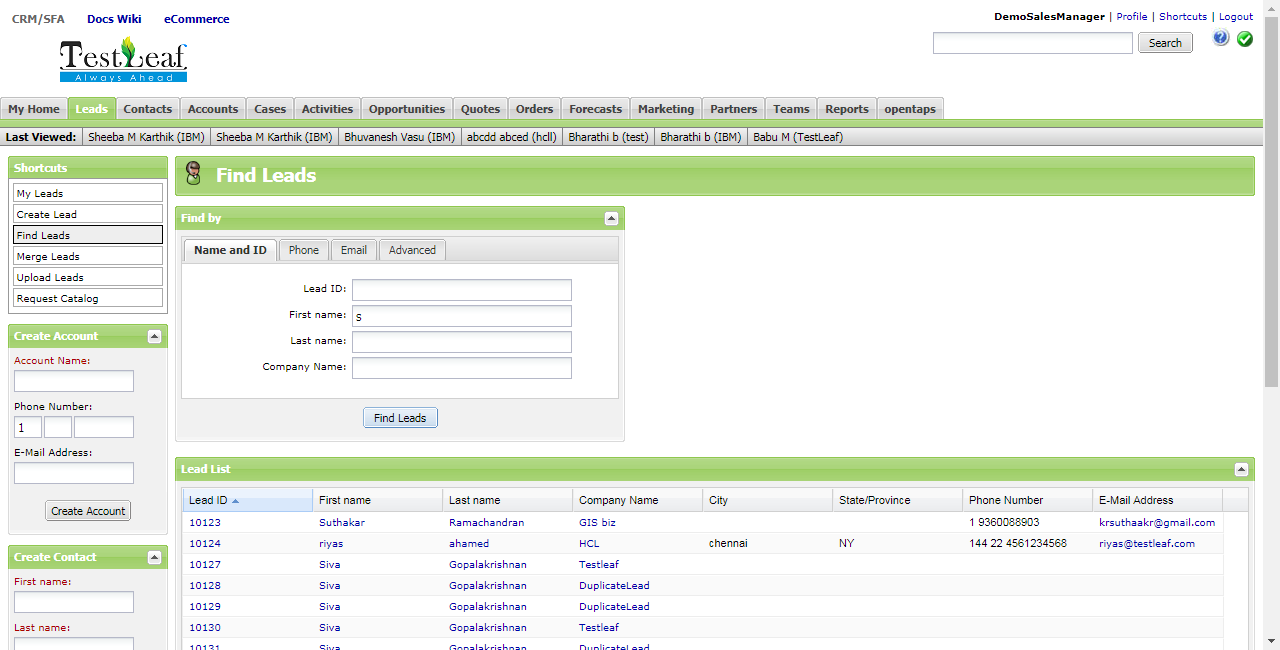 CRM/SFA Docs Wiki eCommerce
DemoSalesManager | Profile | Shortcuts | Logout
TestLeaf
Always Ahead
Search
My Home Leads Contacts Accounts Cases Activities Opportunities Quotes Orders Forecasts Marketing Partners Teams Reports opentaps
Last Viewed: Sheeba M Karthik (IBM) Sheeba M Karthik (IBM) Bhuvanesh Vasu (IBM) abcdd abced (hcll) Bharathi b (test) Bharathi b (IBM) Babu M (TestLeaf)
Shortcuts
My Leads
Create Lead
Find Leads
Merge Leads
Upload Leads
Request Catalog
Create Account
Account Name:
Phone Number:
1
E-Mail Address:
Create Account
Create Contact
First name:
Last name:
Find Leads
Find by
Name and ID Phone Email Advanced
Lead ID:
First name: s
Last name:
Company Name:
Find Leads
Lead List
Lead ID First name Last name Company Name City State/Province Phone Number E-Mail Address
10123 Suthakar Ramachandran GIS biz 1 9360088903 krsuthaakr@gmail.com
10124 riyas ahamed HCL chennai NY 144 22 4561234568 riyas@testleaf.com
10127 Siva Gopalakrishnan Testleaf
10128 Siva Gopalakrishnan DuplicateLead
10129 Siva Gopalakrishnan DuplicateLead
10130 Siva Gopalakrishnan Testleaf
10131 Siva Gopalakrishnan DuplicateLead